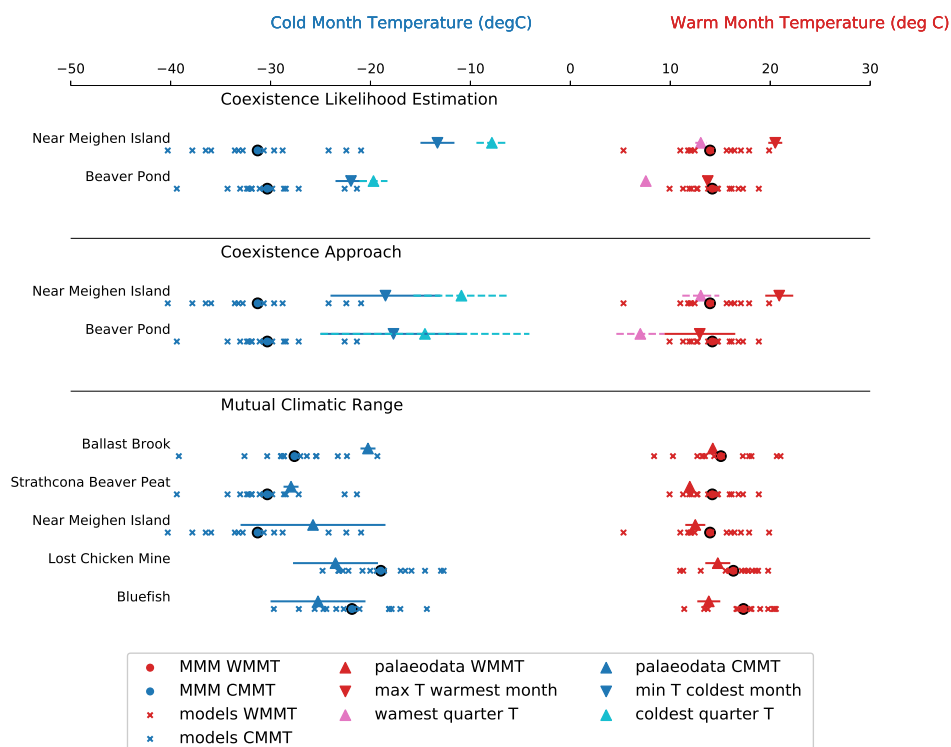 Cold Month Temperature (degC) Warm Month Temperature (deg C)
−50 −40 −30 −20 −10 0 10 20 30
Coexistence Likelihood Estimation
Near Meighen Island
Beaver Pond
Coexistence Approach
Near Meighen Island
Beaver Pond
Mutual Climatic Range
Ballast Brook
Strathcona Beaver Peat
Near Meighen Island
Lost Chicken Mine
Bluefish
MMM WMMT palaeodata WMMT palaeodata CMMT
MMM CMMT max T warmest month min T coldest month
models WMMT wamest quarter T coldest quarter T
models CMMT